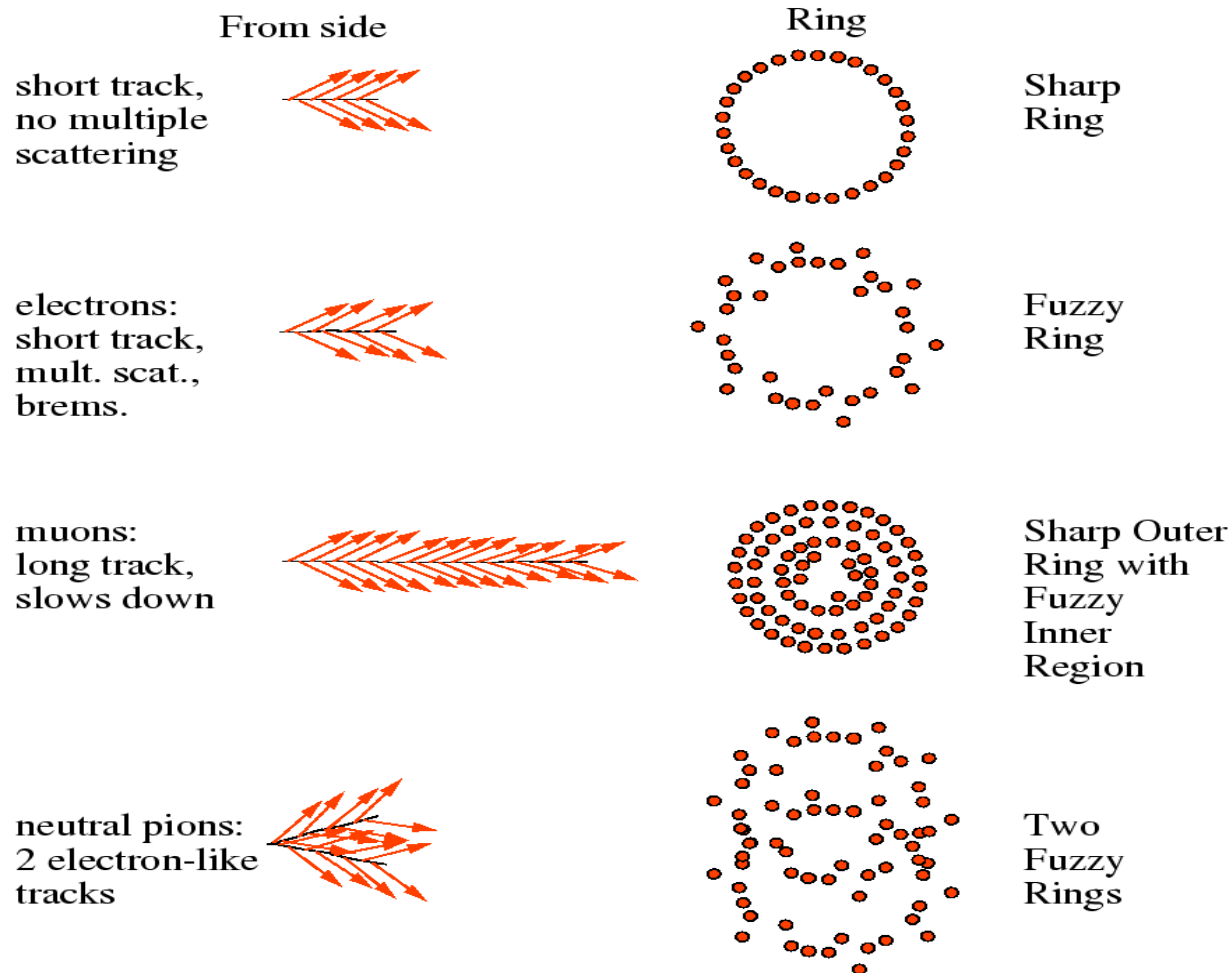 From side
Ring
short track,
no multiple
scattering
Sharp
Ring
electrons:
short track,
mult. scat.,
brems.
Fuzzy
Ring
muons:
long track,
slows down
Sharp Outer
Ring with
Fuzzy
Inner
Region
neutral pions:
2 electron-like
tracks
Two
Fuzzy
Rings